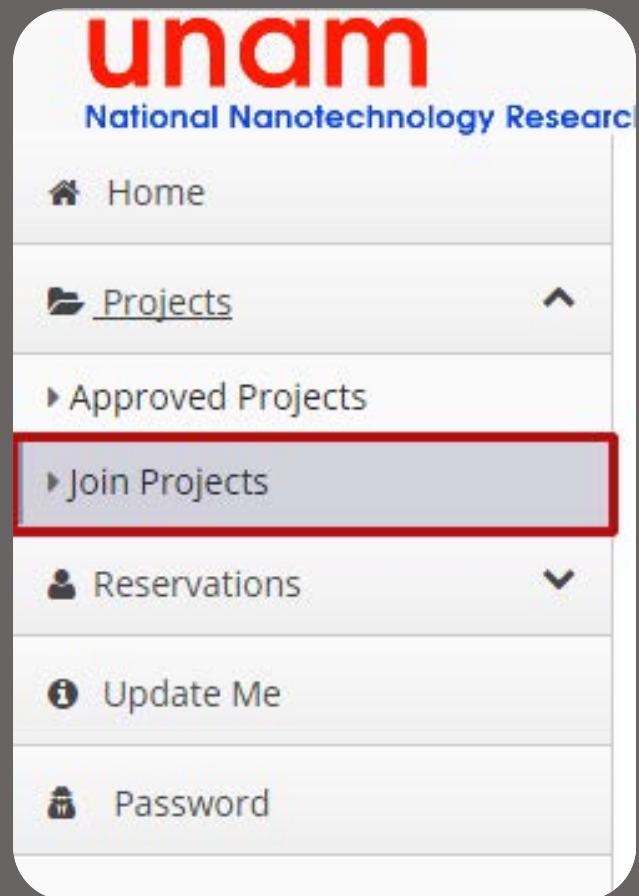 unam
National Nanotechnology Researc
Home
Projects
Approved Projects
Join Projects
Reservations
Update Me
Password